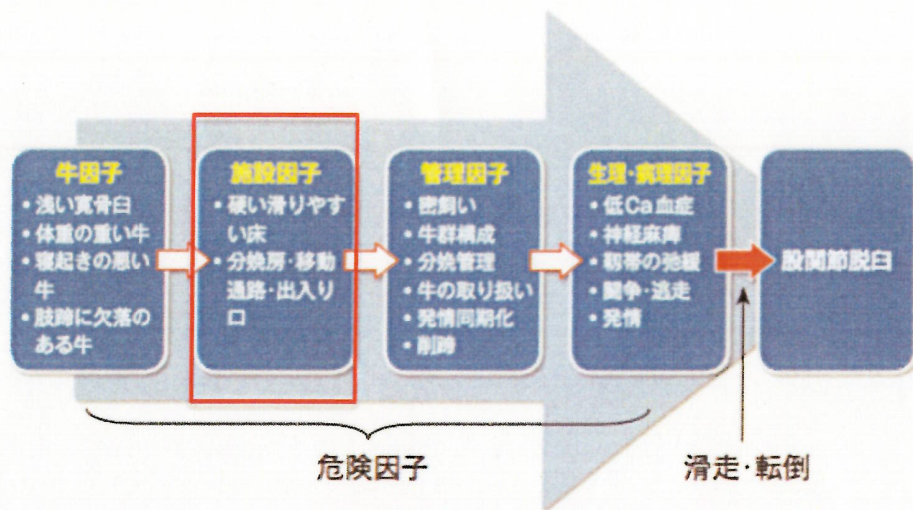 牛因子
• 浅い寛骨臼
• 体重の重い牛
• 寝起きの悪い
牛
• 肢蹄に欠落の
ある牛
施設因子
• 硬い滑りやす
い床
• 分娩房・移動
通路・出入り
口
管理因子
• 密飼い
• 牛群構成
• 分娩管理
• 牛の取り扱い
• 発情同期化
• 削蹄
生理・病理因子
• 低Ca血症
• 神経麻痺
• 靭帯の弛緩
• 闘争・逃走
• 発情
股関節脱臼
危険因子
滑走・転倒